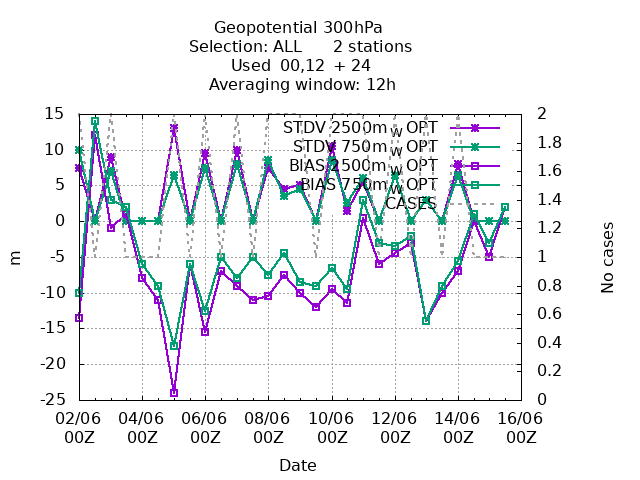 Geopotential 300hPa
Selection: ALL 2 stations
Used 00,12 + 24
Averaging window: 12h
15
10
5
0
-5
-10
-15
-20
-25
m
2
1.8
1.6
1.4
1.2
1
0.8
0.6
0.4
0.2
0
No cases
STDV 2500m W OPT
STDV 750m W OPT
BIAS 2500m W OPT
BIAS 750m W OPT
CASES
02/06 04/06 06/06 08/06 10/06 12/06 14/06 16/06
00Z 00Z 00Z 00Z 00Z 00Z 00Z 00Z
Date